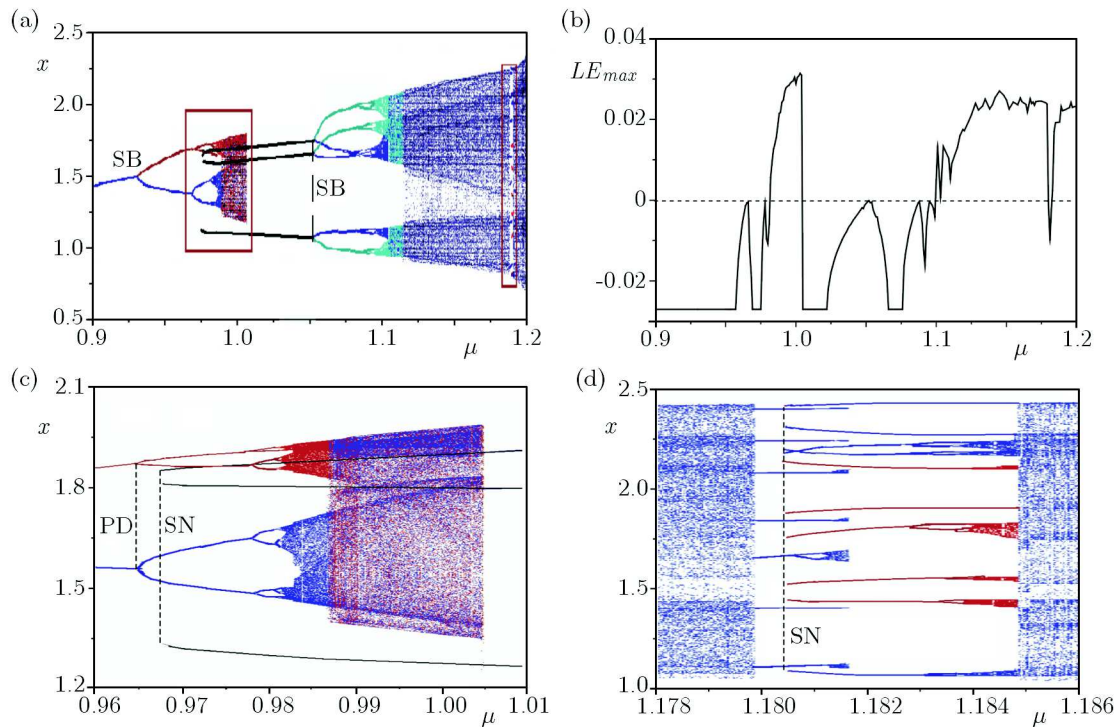 (a)
2.5
x
2.0
1.5
1.0
0.5
SB
SB
0.9
1.0
1.1
μ
1.2
(b)
0.04
LE_max
0.02
0
-0.02
0.9
1.0
1.1
μ
1.2
(c)
2.1
x
1.8
1.5
1.2
PD
SN
0.96
0.97
0.98
0.99
1.00
μ
1.01
(d)
2.5
x
2.0
1.5
1.0
SN
1.178
1.180
1.182
1.184
μ
1.186